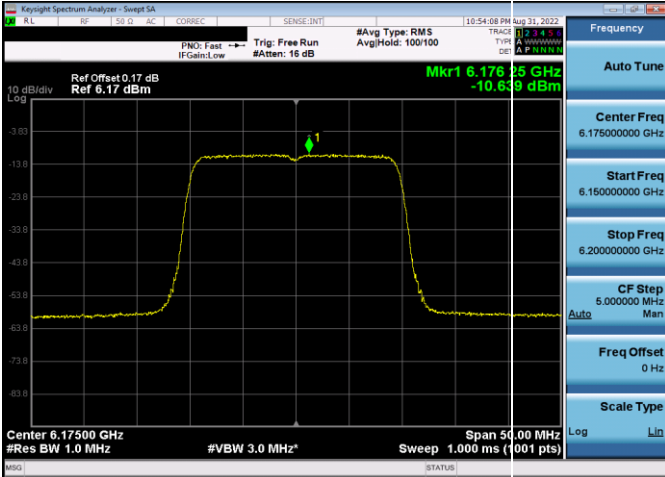 Keysight Spectrum Analyzer - Swept SA
RL RF 50 Ω AC CORREC SENSE:INT 10:54:08 PM Aug 31, 2022
PNO: Fast Trig: Free Run #Avg Type: RMS TRACE 1 2 3 4 5 6
IFGain:Low #Atten: 16 dB Avg|Hold: 100/100 TYPE A WWWWW
DET A P N N N N
Mkr1 6.176 25 GHz
-10.639 dBm
Ref Offset 0.17 dB
10 dB/div Ref 6.17 dBm
Log
1
-3.83
-13.8
-23.8
-33.8
-43.8
-53.8
-63.8
-73.8
-83.8
Center 6.17500 GHz Span 50.00 MHz
#Res BW 1.0 MHz #VBW 3.0 MHz* Sweep 1.000 ms (1001 pts)
MSG STATUS
Frequency
Auto Tune
Center Freq
6.175000000 GHz
Start Freq
6.150000000 GHz
Stop Freq
6.200000000 GHz
CF Step
5.000000 MHz
Auto Man
Freq Offset
0 Hz
Scale Type
Log Lin